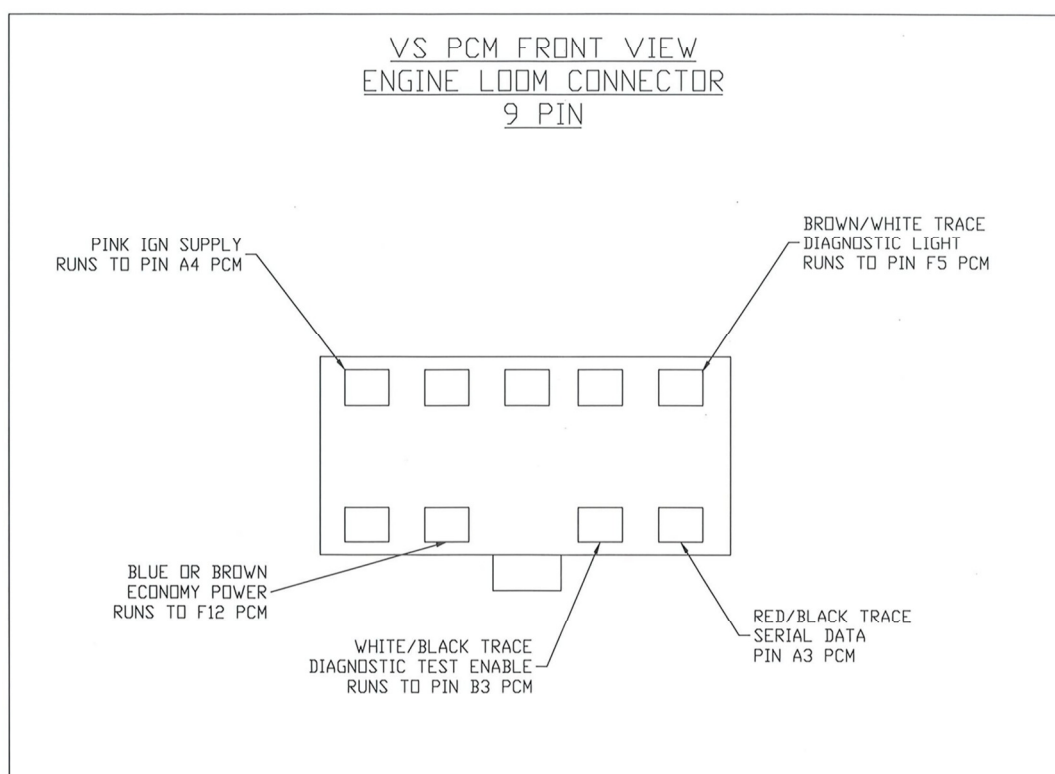 VS PCM FRONT VIEW
ENGINE LOOM CONNECTOR
9 PIN
PINK IGN SUPPLY
RUNS TO PIN A4 PCM
BROWN/WHITE TRACE
DIAGNOSTIC LIGHT
RUNS TO PIN F5 PCM
BLUE OR BROWN
ECONOMY POWER
RUNS TO F12 PCM
WHITE/BLACK TRACE
DIAGNOSTIC TEST ENABLE
RUNS TO PIN B3 PCM
RED/BLACK TRACE
SERIAL DATA
PIN A3 PCM